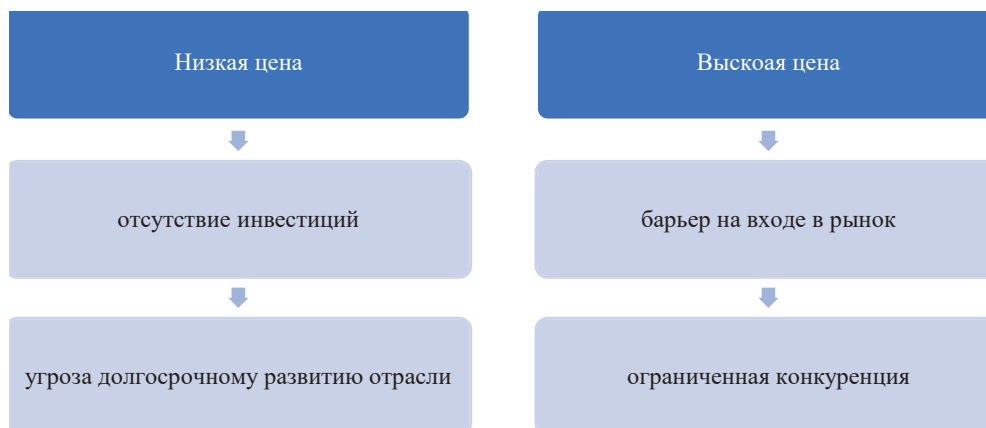 Низкая цена
отсутствие инвестиций
угроза долгосрочному развитию отрасли
Выскоая цена
барьер на входе в рынок
ограниченная конкуренция